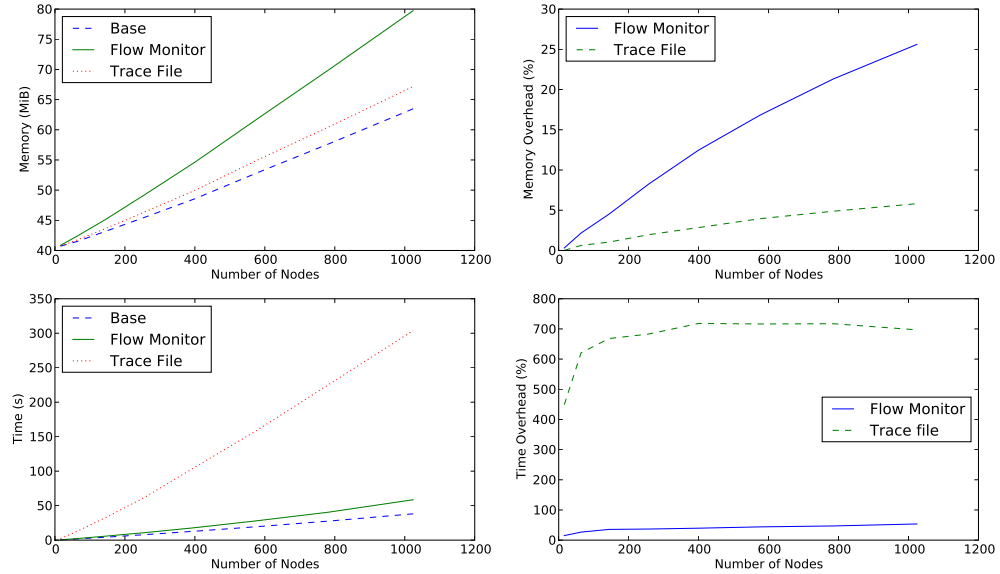 80
75
70
65
60
55
50
45
40
Memory (MiB)
Base
Flow Monitor
Trace File
0 200 400 600 800 1000 1200
Number of Nodes
30
25
20
15
10
5
0
Memory Overhead (%)
Flow Monitor
Trace File
0 200 400 600 800 1000 1200
Number of Nodes
350
300
250
200
150
100
50
0
Time (s)
Base
Flow Monitor
Trace File
0 200 400 600 800 1000 1200
Number of Nodes
800
700
600
500
400
300
200
100
0
Time Overhead (%)
Flow Monitor
Trace file
0 200 400 600 800 1000 1200
Number of Nodes